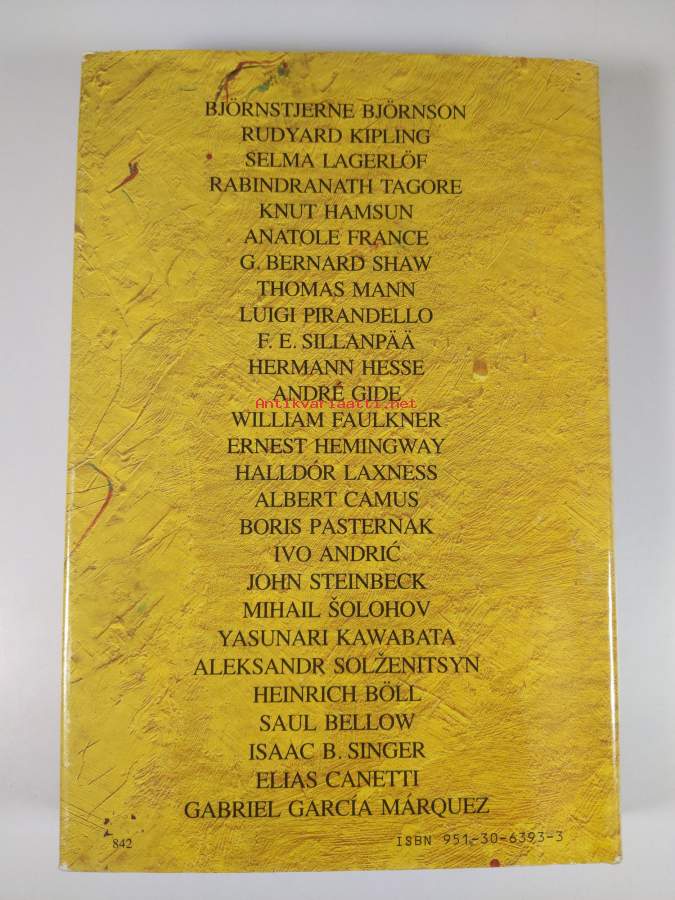 BJÖRNSTJERNE BJÖRNSON
RUDYARD KIPLING
SELMA LAGERLÖF
RABINDRANATH TAGORE
KNUT HAMSUN
ANATOLE FRANCE
G. BERNARD SHAW
THOMAS MANN
LUIGI PIRANDELLO
F. E. SILLANPÄÄ
HERMANN HESSE
ANDRÉ GIDE
Antikvariaatti.net
WILLIAM FAULKNER
ERNEST HEMINGWAY
HALLDÓR LAXNESS
ALBERT CAMUS
BORIS PASTERNAK
IVO ANDRIĆ
JOHN STEINBECK
MIHAIL ŠOLOHOV
YASUNARI KAWABATA
ALEKSANDR SOLŽENITSYN
HEINRICH BÖLL
SAUL BELLOW
ISAAC B. SINGER
ELIAS CANETTI
GABRIEL GARCÍA MÁRQUEZ
842
ISBN 951-30-6393-3